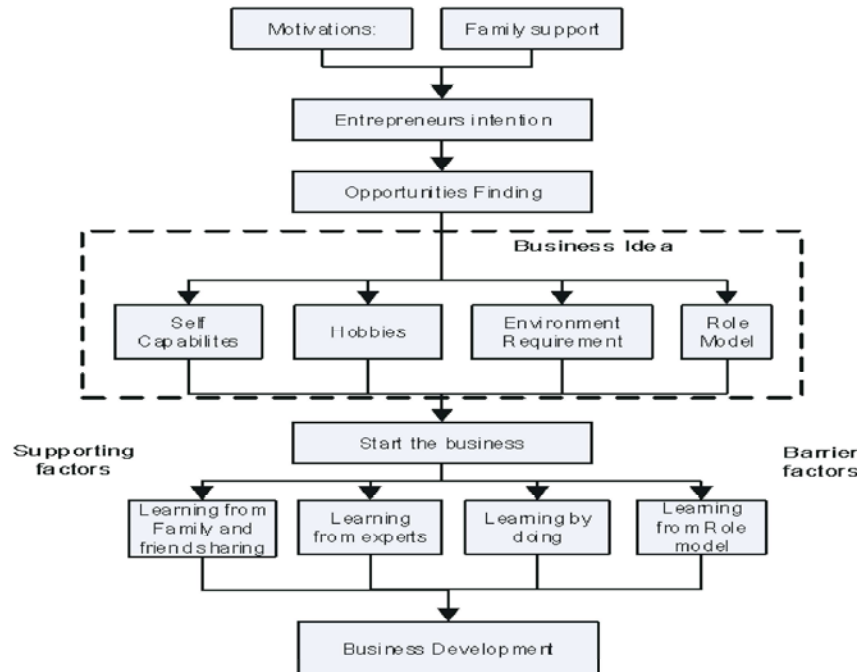 Motivations:
Family support
Entrepreneurs intention
Opportunities Finding
Business Idea
Self
Capabilites
Hobbies
Environment
Requirement
Role
Model
Start the business
Supporting
factors
Barrier
factors
Learning from
Family and
friend sharing
Learning
from experts
Learning by
doing
Learning
from Role
model
Business Development